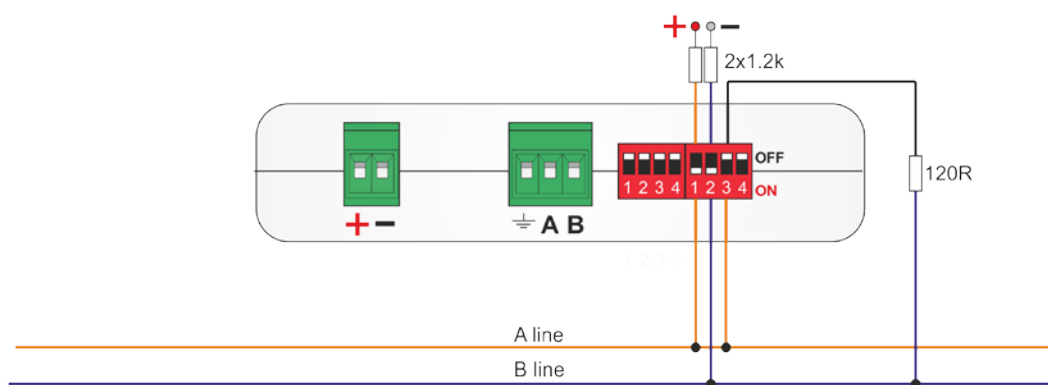 + −
2x1.2k
OFF
1 2 3 4 1 2 3 4 ON
120R
+ −
A B
A line
B line